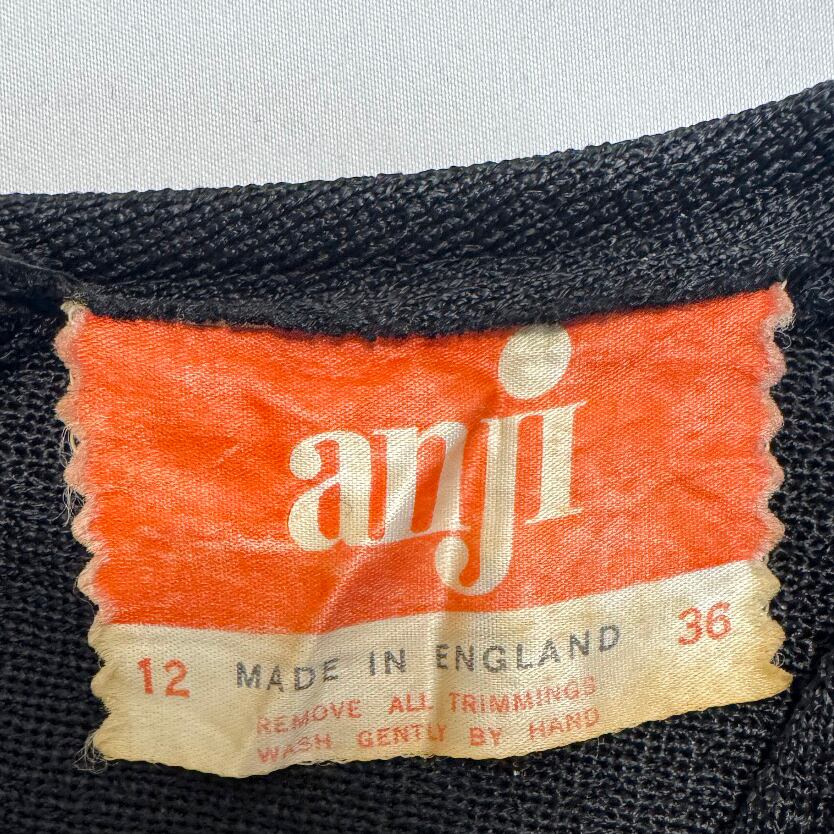 anji
12 MADE IN ENGLAND 36
REMOVE ALL TRIMMINGS
WASH GENTLY BY HAND